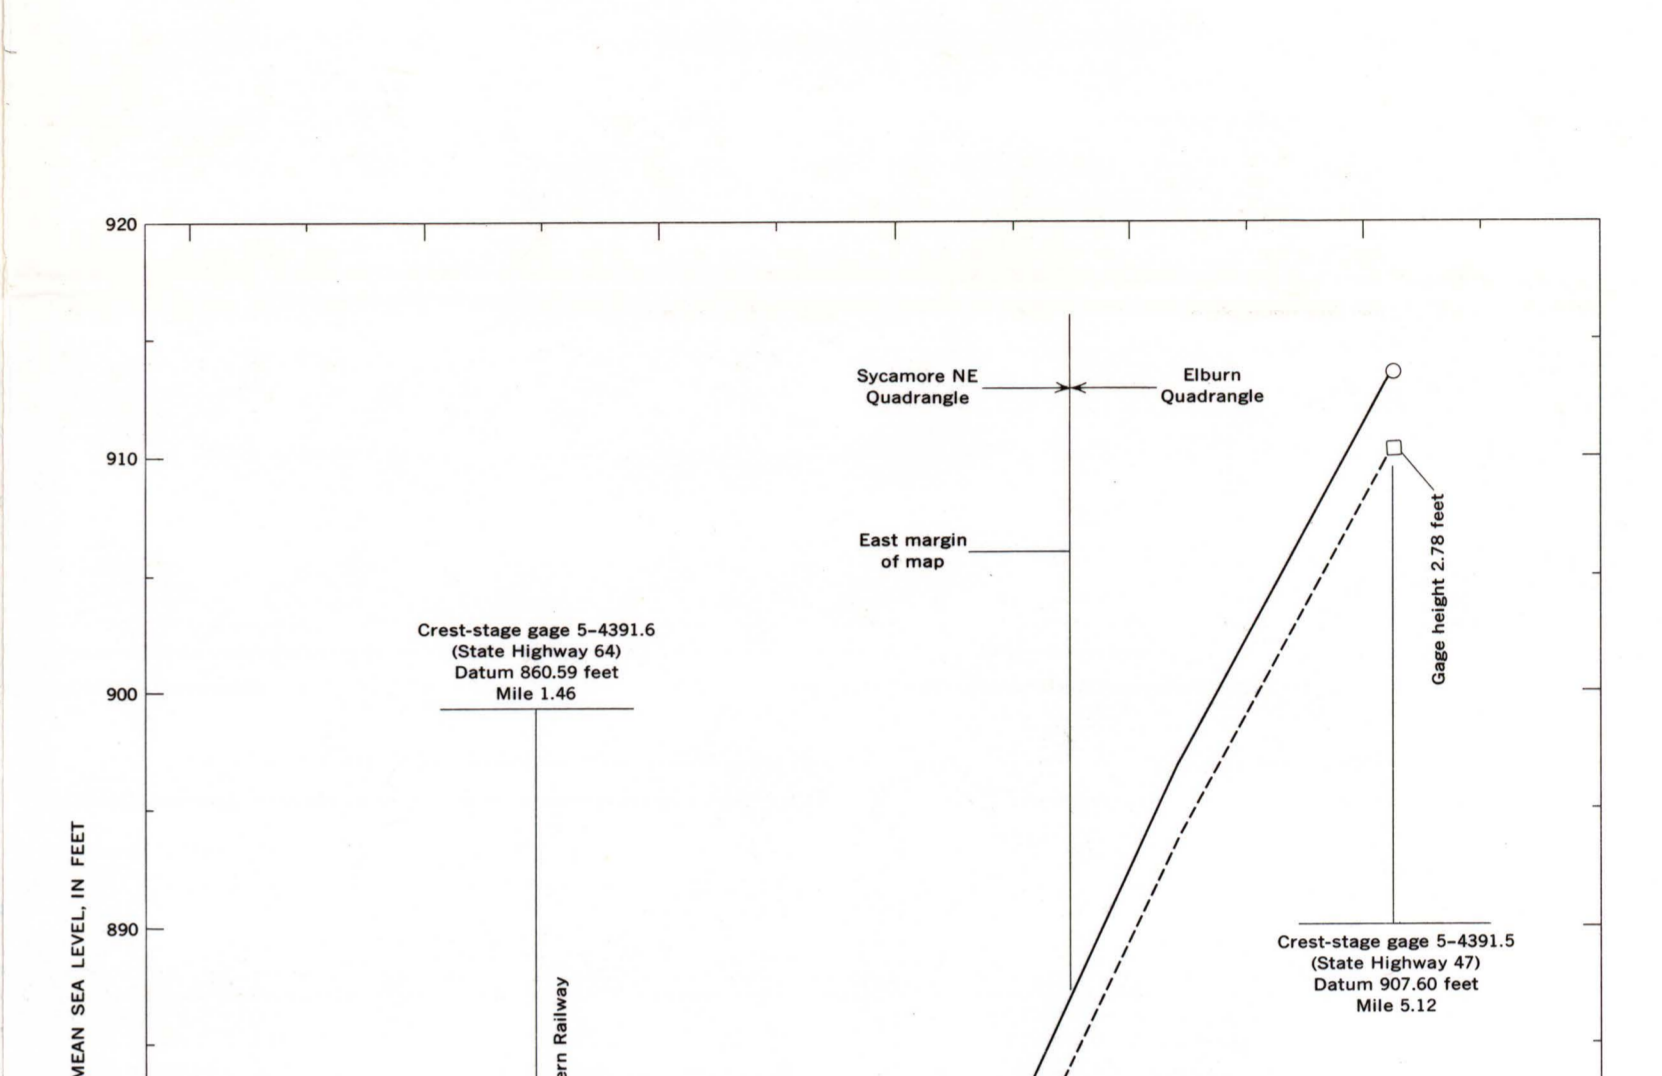 920
Sycamore NE
Quadrangle
Elburn
Quadrangle
910
East margin
of map
Gage height 2.78 feet
Crest-stage gage 5-4391.6
(State Highway 64)
Datum 860.59 feet
Mile 1.46
900
890
MEAN SEA LEVEL, IN FEET
Crest-stage gage 5-4391.5
(State Highway 47)
Datum 907.60 feet
Mile 5.12
ern Railway